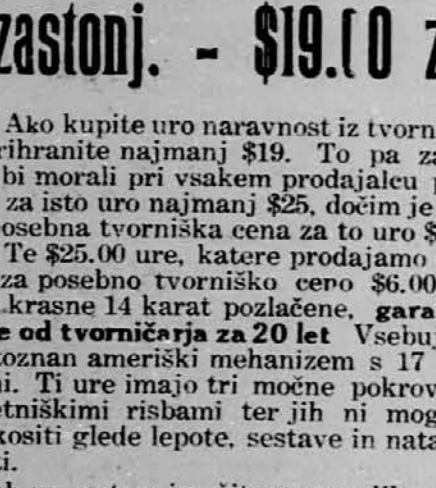 zastonj. - $19.00 z
Ako kupite uro naravnost iz tvorn
rihranite najmanj $19. To pa za
bi morali pri vsakem prodajalcu p
za isto uro najmanj $25, dočim je
osebna tvorniška cena za to uro $
Te $25.00 ure, katere prodajamo
za posebno tvorniško ceno $6.00
krasne 14 karat pozlačene, gara
e od tvorničarja za 20 let Vsebuj
oznan ameriški mehanizem s 17
ni. Ti ure imajo tri močne pokrov
etniškimi risbami ter jih ni mog
kositi glede lepote, sestave in nata
ti.